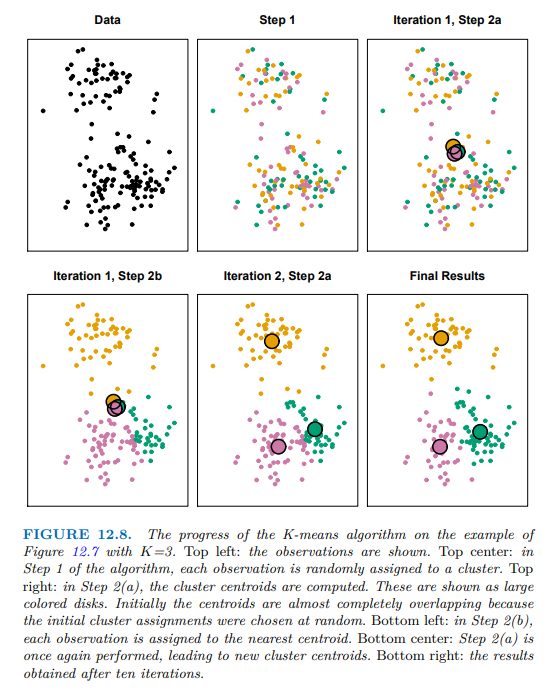 Data
Step 1
Iteration 1, Step 2a
Iteration 1, Step 2b
Iteration 2, Step 2a
Final Results
FIGURE 12.8. The progress of the K-means algorithm on the example of
Figure 12.7 with K=3. Top left: the observations are shown. Top center: in
Step 1 of the algorithm, each observation is randomly assigned to a cluster. Top
right: in Step 2(a), the cluster centroids are computed. These are shown as large
colored disks. Initially the centroids are almost completely overlapping because
the initial cluster assignments were chosen at random. Bottom left: in Step 2(b),
each observation is assigned to the nearest centroid. Bottom center: Step 2(a) is
once again performed, leading to new cluster centroids. Bottom right: the results
obtained after ten iterations.